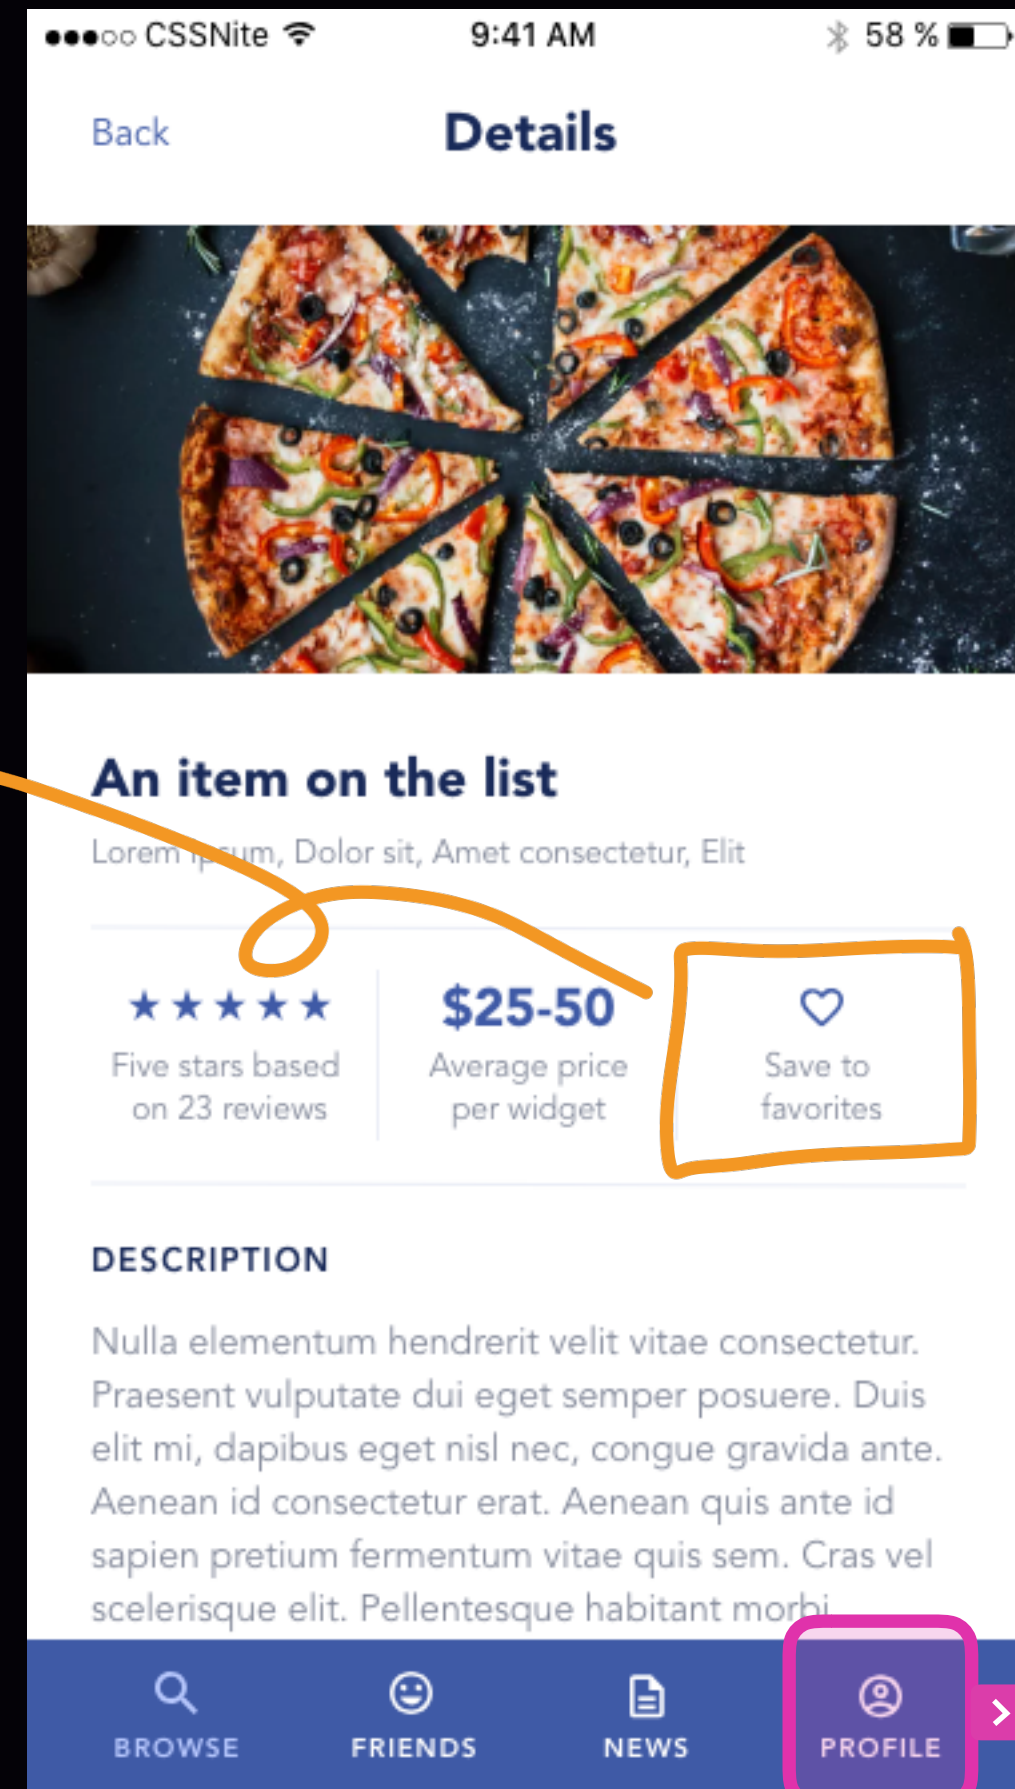 CSSNite 9:41 AM 58 %
Back Details
An item on the list
Lorem ipsum, Dolor sit, Amet consectetur, Elit
$25-50
Five stars based
on 23 reviews
Average price
per widget
Save to
favorites
DESCRIPTION
Nulla elementum hendrerit velit vitae consectetur.
Praesent vulputate dui eget semper posuere. Duis
elit mi, dapibus eget nisl nec, congue gravida ante.
Aenean id consectetur erat. Aenean quis ante id
sapien pretium fermentum vitae quis sem. Cras vel
scelerisque elit. Pellentesque habitant morbi
BROWSE FRIENDS NEWS PROFILE